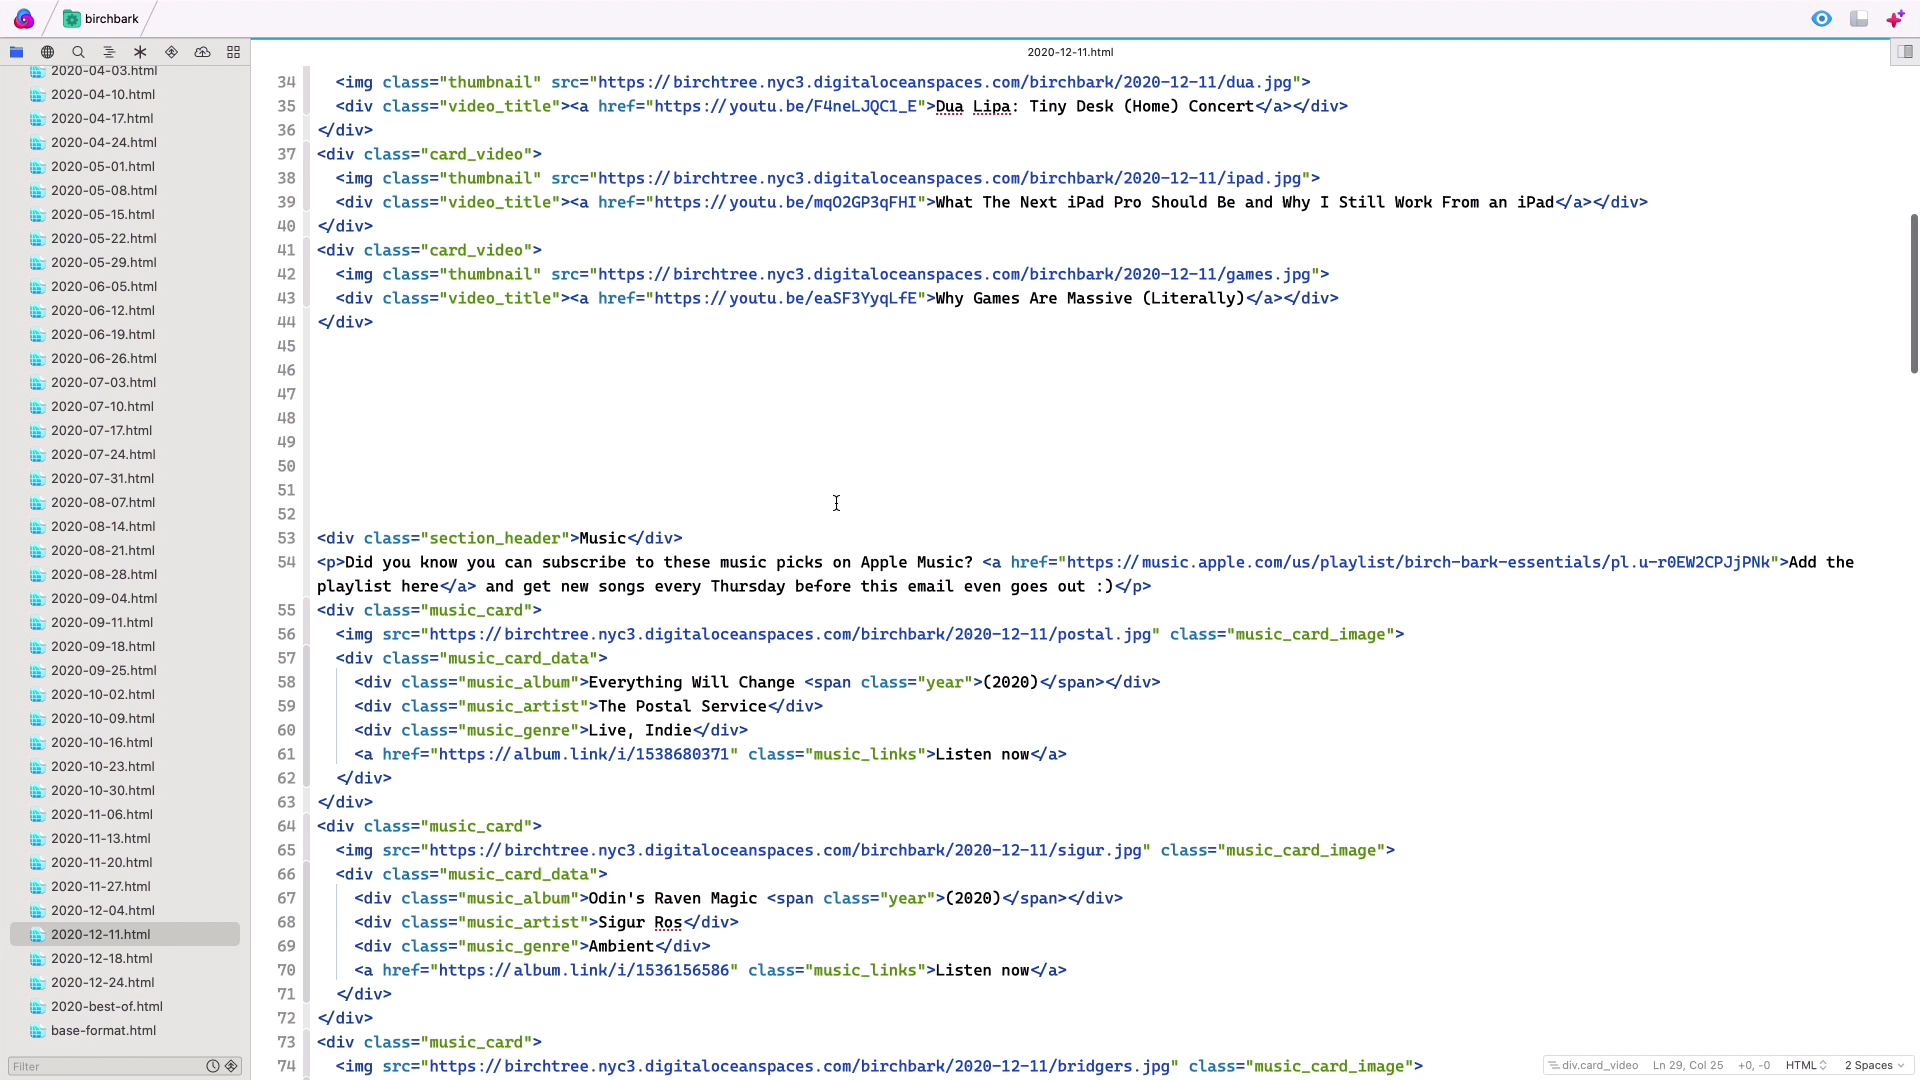 birchbark
2020-12-11.html
2020-04-03.html
2020-04-10.html
2020-04-17.html
2020-04-24.html
2020-05-01.html
2020-05-08.html
2020-05-15.html
2020-05-22.html
2020-05-29.html
2020-06-05.html
2020-06-12.html
2020-06-19.html
2020-06-26.html
2020-07-03.html
2020-07-10.html
2020-07-17.html
2020-07-24.html
2020-07-31.html
2020-08-07.html
2020-08-14.html
2020-08-21.html
2020-08-28.html
2020-09-04.html
2020-09-11.html
2020-09-18.html
2020-09-25.html
2020-10-02.html
2020-10-09.html
2020-10-16.html
2020-10-23.html
2020-10-30.html
2020-11-06.html
2020-11-13.html
2020-11-20.html
2020-11-27.html
2020-12-04.html
2020-12-11.html
2020-12-18.html
2020-12-24.html
2020-best-of.html
base-format.html
Filter
34 <img class="thumbnail" src="https://birchtree.nyc3.digitaloceanspaces.com/birchbark/2020-12-11/dua.jpg">
35 <div class="video_title"><a href="https://youtu.be/F4neLJQC1_E">Dua Lipa: Tiny Desk (Home) Concert</a></div>
36 </div>
37 <div class="card_video">
38 <img class="thumbnail" src="https://birchtree.nyc3.digitaloceanspaces.com/birchbark/2020-12-11/ipad.jpg">
39 <div class="video_title"><a href="https://youtu.be/mqO2GP3qFHI">What The Next iPad Pro Should Be and Why I Still Work From an iPad</a></div>
40 </div>
41 <div class="card_video">
42 <img class="thumbnail" src="https://birchtree.nyc3.digitaloceanspaces.com/birchbark/2020-12-11/games.jpg">
43 <div class="video_title"><a href="https://youtu.be/eaSF3YyqLfE">Why Games Are Massive (Literally)</a></div>
44 </div>
45
46
47
48
49
50
51
52
53 <div class="section_header">Music</div>
54 <p>Did you know you can subscribe to these music picks on Apple Music? <a href="https://music.apple.com/us/playlist/birch-bark-essentials/pl.u-r0EW2CPJjPNk">Add the
playlist here</a> and get new songs every Thursday before this email even goes out :)</p>
55 <div class="music_card">
56 <img src="https://birchtree.nyc3.digitaloceanspaces.com/birchbark/2020-12-11/postal.jpg" class="music_card_image">
57 <div class="music_card_data">
58 <div class="music_album">Everything Will Change <span class="year">(2020)</span></div>
59 <div class="music_artist">The Postal Service</div>
60 <div class="music_genre">Live, Indie</div>
61 <a href="https://album.link/i/1538680371" class="music_links">Listen now</a>
62 </div>
63 </div>
64 <div class="music_card">
65 <img src="https://birchtree.nyc3.digitaloceanspaces.com/birchbark/2020-12-11/sigur.jpg" class="music_card_image">
66 <div class="music_card_data">
67 <div class="music_album">Odin's Raven Magic <span class="year">(2020)</span></div>
68 <div class="music_artist">Sigur Ros</div>
69 <div class="music_genre">Ambient</div>
70 <a href="https://album.link/i/1536156586" class="music_links">Listen now</a>
71 </div>
72 </div>
73 <div class="music_card">
74 <img src="https://birchtree.nyc3.digitaloceanspaces.com/birchbark/2020-12-11/bridgers.jpg" class="music_card_image">
div.card_video Ln 29, Col 25 +0, -0 HTML 2 Spaces